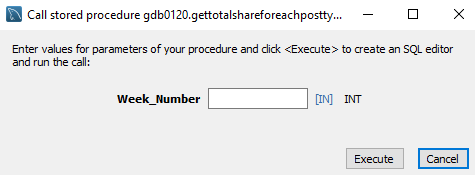 Call stored procedure gdb0120.gettotalshareforeachpostty...
Enter values for parameters of your procedure and click <Execute> to create an SQL editor
and run the call:
Week_Number [IN] INT
Execute Cancel